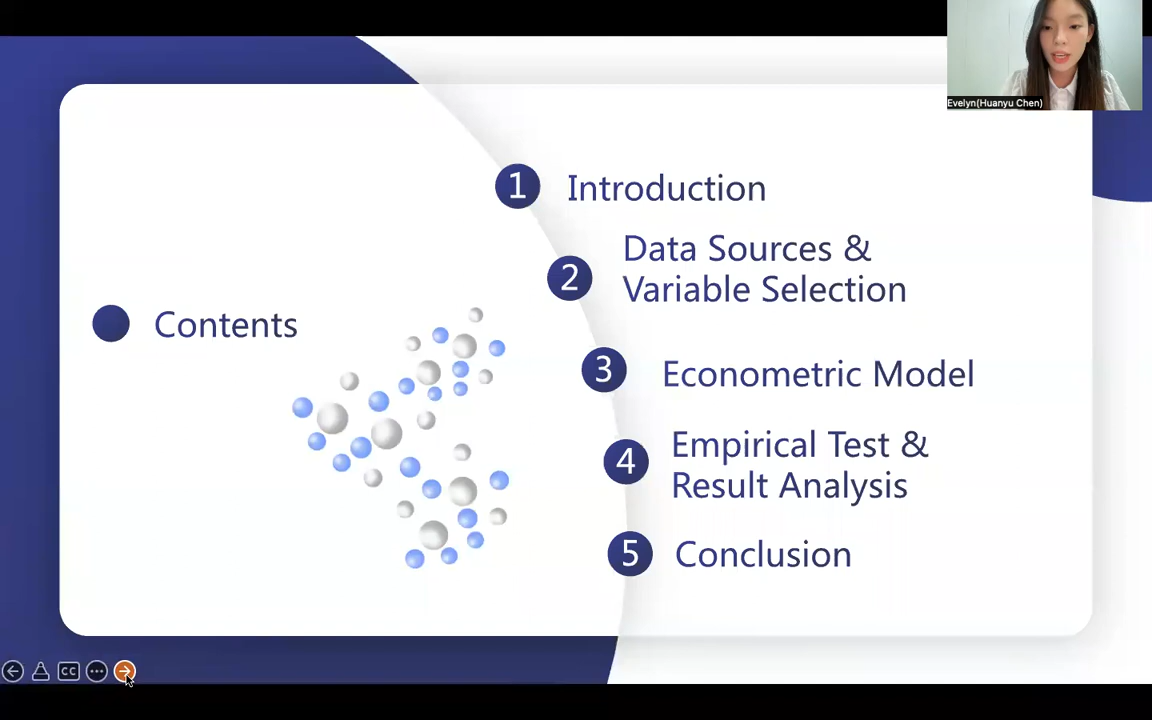 Evelyn(Huanyu Chen)
1 Introduction
2 Data Sources &
Variable Selection
Contents
3 Econometric Model
4 Empirical Test &
Result Analysis
5 Conclusion
CC